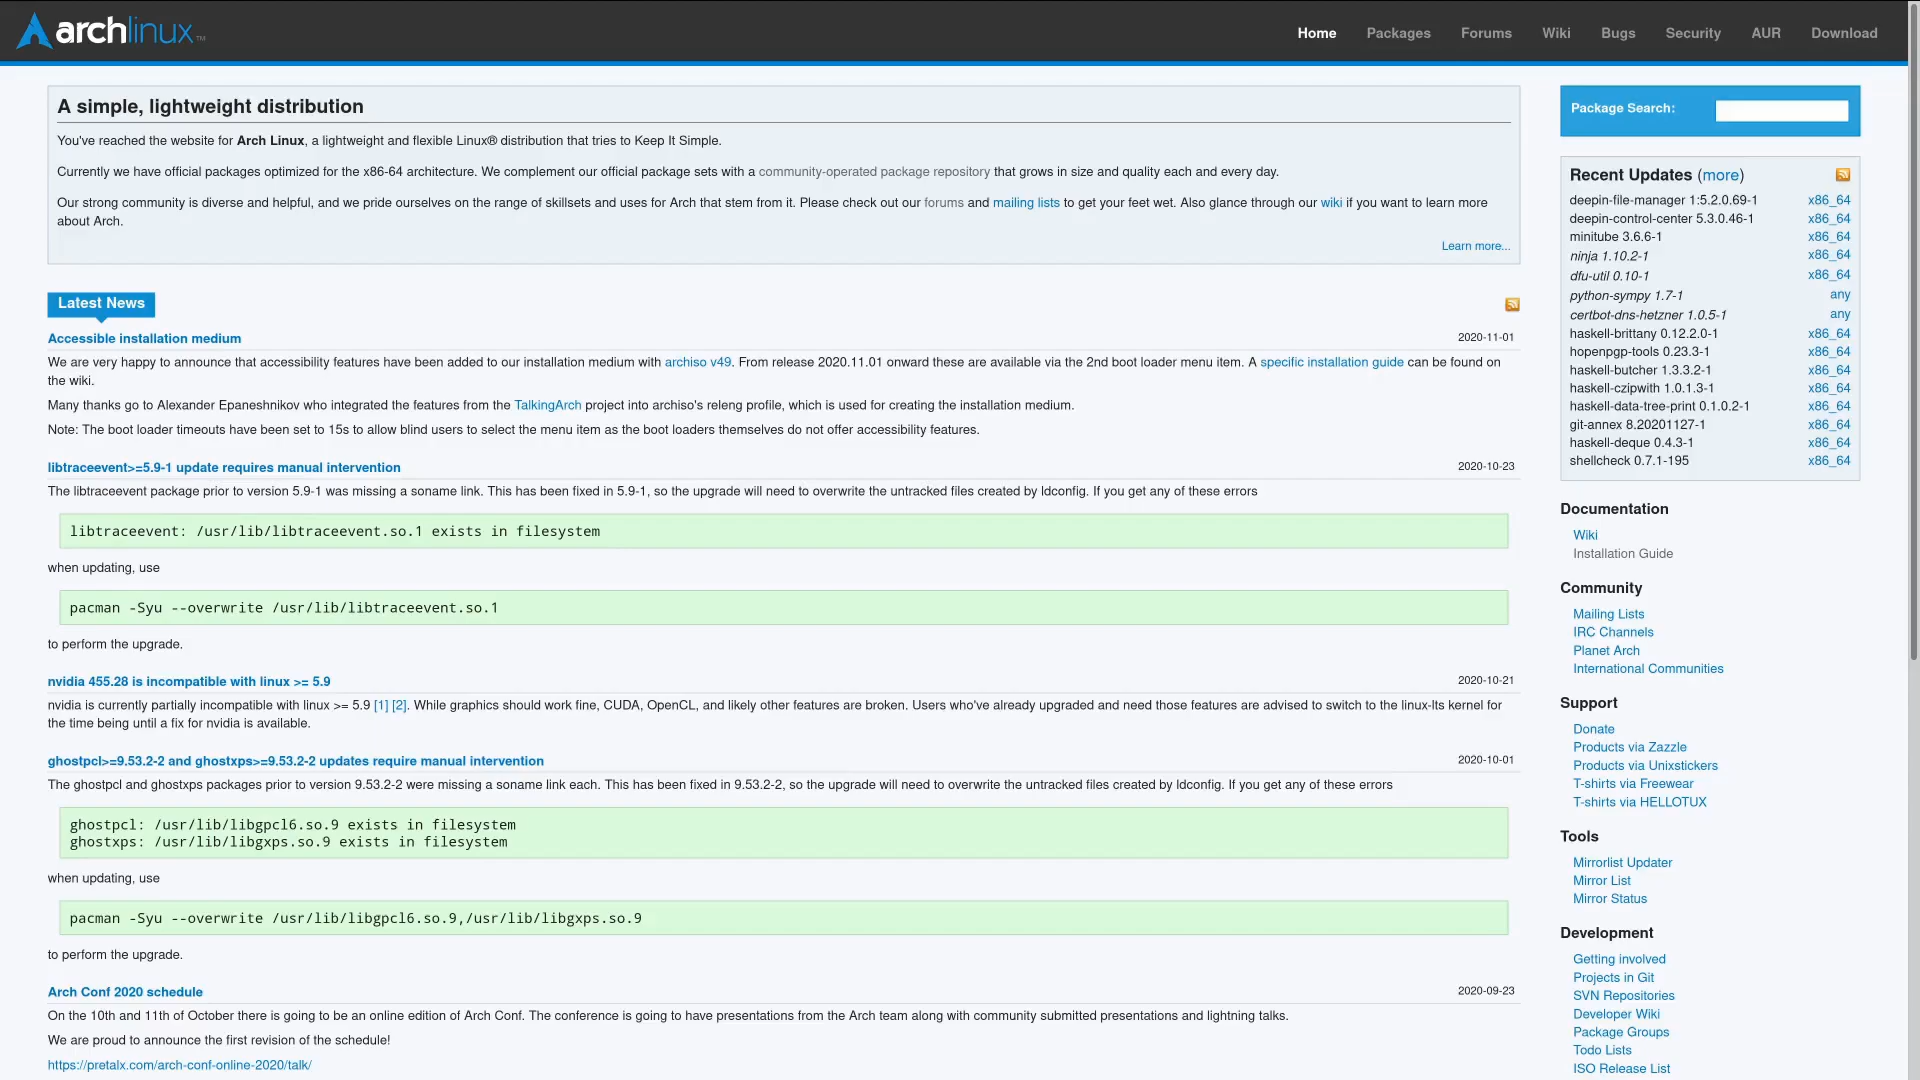 archlinux™
Home Packages Forums Wiki Bugs Security AUR Download
A simple, lightweight distribution
You've reached the website for Arch Linux, a lightweight and flexible Linux® distribution that tries to Keep It Simple.
Currently we have official packages optimized for the x86-64 architecture. We complement our official package sets with a community-operated package repository that grows in size and quality each and every day.
Our strong community is diverse and helpful, and we pride ourselves on the range of skillsets and uses for Arch that stem from it. Please check out our forums and mailing lists to get your feet wet. Also glance through our wiki if you want to learn more
about Arch.
Learn more...
Latest News
Accessible installation medium 2020-11-01
We are very happy to announce that accessibility features have been added to our installation medium with archiso v49. From release 2020.11.01 onward these are available via the 2nd boot loader menu item. A specific installation guide can be found on
the wiki.
Many thanks go to Alexander Epaneshnikov who integrated the features from the TalkingArch project into archiso's releng profile, which is used for creating the installation medium.
Note: The boot loader timeouts have been set to 15s to allow blind users to select the menu item as the boot loaders themselves do not offer accessibility features.
libtraceevent>=5.9-1 update requires manual intervention 2020-10-23
The libtraceevent package prior to version 5.9-1 was missing a soname link. This has been fixed in 5.9-1, so the upgrade will need to overwrite the untracked files created by ldconfig. If you get any of these errors
libtraceevent: /usr/lib/libtraceevent.so.1 exists in filesystem
when updating, use
pacman -Syu --overwrite /usr/lib/libtraceevent.so.1
to perform the upgrade.
nvidia 455.28 is incompatible with linux >= 5.9 2020-10-21
nvidia is currently partially incompatible with linux >= 5.9 [1] [2]. While graphics should work fine, CUDA, OpenCL, and likely other features are broken. Users who've already upgraded and need those features are advised to switch to the linux-lts kernel for
the time being until a fix for nvidia is available.
ghostpcl>=9.53.2-2 and ghostxps>=9.53.2-2 updates require manual intervention 2020-10-01
The ghostpcl and ghostxps packages prior to version 9.53.2-2 were missing a soname link each. This has been fixed in 9.53.2-2, so the upgrade will need to overwrite the untracked files created by ldconfig. If you get any of these errors
ghostpcl: /usr/lib/libgpcl6.so.9 exists in filesystem
ghostxps: /usr/lib/libgxps.so.9 exists in filesystem
when updating, use
pacman -Syu --overwrite /usr/lib/libgpcl6.so.9,/usr/lib/libgxps.so.9
to perform the upgrade.
Arch Conf 2020 schedule 2020-09-23
On the 10th and 11th of October there is going to be an online edition of Arch Conf. The conference is going to have presentations from the Arch team along with community submitted presentations and lightning talks.
We are proud to announce the first revision of the schedule!
https://pretalx.com/arch-conf-online-2020/talk/
Package Search:
Recent Updates (more)
deepin-file-manager 1:5.2.0.69-1 x86_64
deepin-control-center 5.3.0.46-1 x86_64
minitube 3.6.6-1 x86_64
ninja 1.10.2-1 x86_64
dfu-util 0.10-1 x86_64
python-sympy 1.7-1 any
certbot-dns-hetzner 1.0.5-1 any
haskell-brittany 0.12.2.0-1 x86_64
hopenpgp-tools 0.23.3-1 x86_64
haskell-butcher 1.3.3.2-1 x86_64
haskell-czipwith 1.0.1.3-1 x86_64
haskell-data-tree-print 0.1.0.2-1 x86_64
git-annex 8.20201127-1 x86_64
haskell-deque 0.4.3-1 x86_64
shellcheck 0.7.1-195 x86_64
Documentation
Wiki
Installation Guide
Community
Mailing Lists
IRC Channels
Planet Arch
International Communities
Support
Donate
Products via Zazzle
Products via Unixstickers
T-shirts via Freewear
T-shirts via HELLOTUX
Tools
Mirrorlist Updater
Mirror List
Mirror Status
Development
Getting involved
Projects in Git
SVN Repositories
Developer Wiki
Package Groups
Todo Lists
ISO Release List